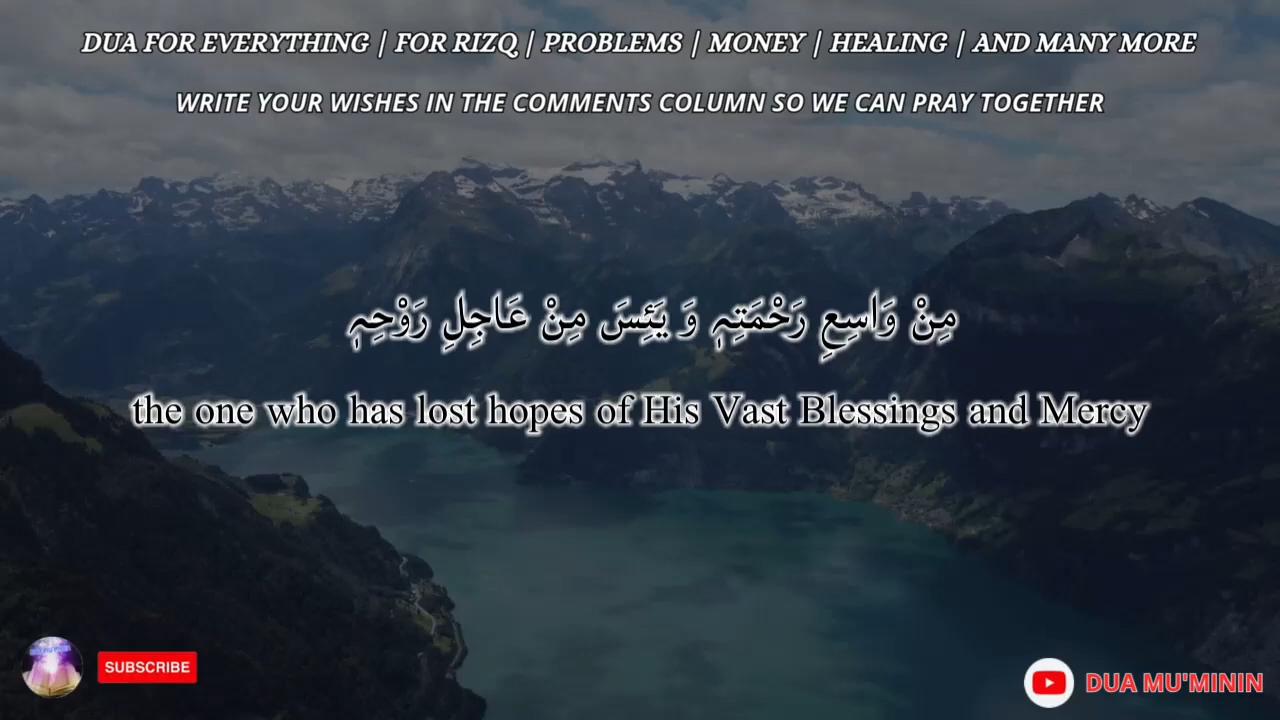 DUA FOR EVERYTHING | FOR RIZQ | PROBLEMS | MONEY | HEALING | AND MANY MORE
WRITE YOUR WISHES IN THE COMMENTS COLUMN SO WE CAN PRAY TOGETHER
مِنْ وَاسِعِ رَحْمَتِہٖ وَ یَئِسَ مِنْ عَاجِلِ رَوْحِہٖ
the one who has lost hopes of His Vast Blessings and Mercy
SUBSCRIBE
DUA MU'MININ